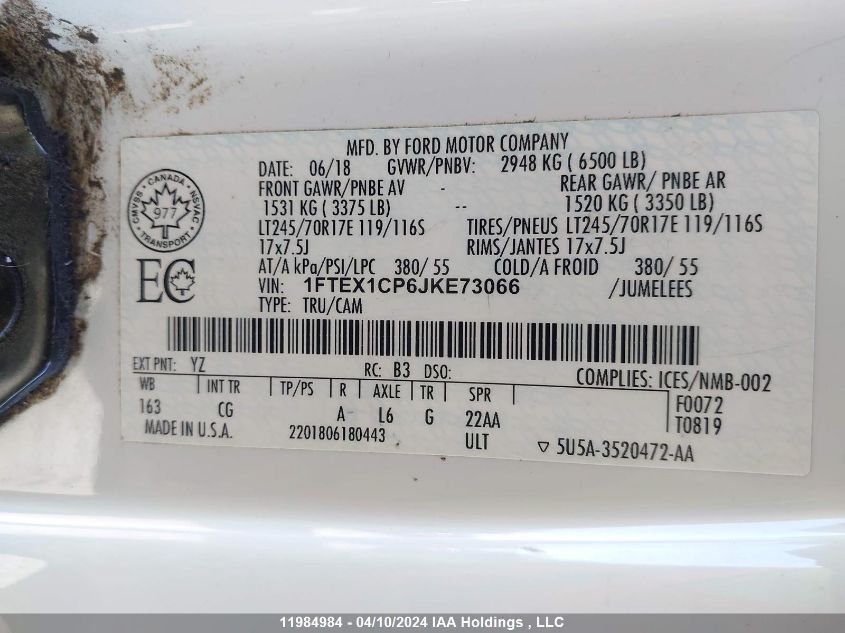 MFD. BY FORD MOTOR COMPANY
DATE: 06/18 GVWR/PNBV: 2948 KG ( 6500 LB)
FRONT GAWR/PNBE AV - REAR GAWR/ PNBE AR
1531 KG ( 3375 LB) -- 1520 KG ( 3350 LB)
LT245/70R17E 119/116S TIRES/PNEUS LT245/70R17E 119/116S
17x7.5J RIMS/JANTES 17x7.5J
AT/A kPa/PSI/LPC 380/ 55 COLD/A FROID 380/ 55
VIN: 1FTEX1CP6JKE73066 /JUMELEES
TYPE: TRU/CAM
CANADA
CMVSS NSVAC
977
TRANSPORT
EC
EXT PNT: YZ RC: B3 DSO: COMPLIES: ICES/NMB-002
WB INT TR TP/PS R AXLE TR SPR F0072
163 CG A- L6 G 22AA T0819
MADE IN U.S.A. 2201806180443 ULT ▽ 5U5A-3520472-AA
11984984 - 04/10/2024 IAA Holdings , LLC